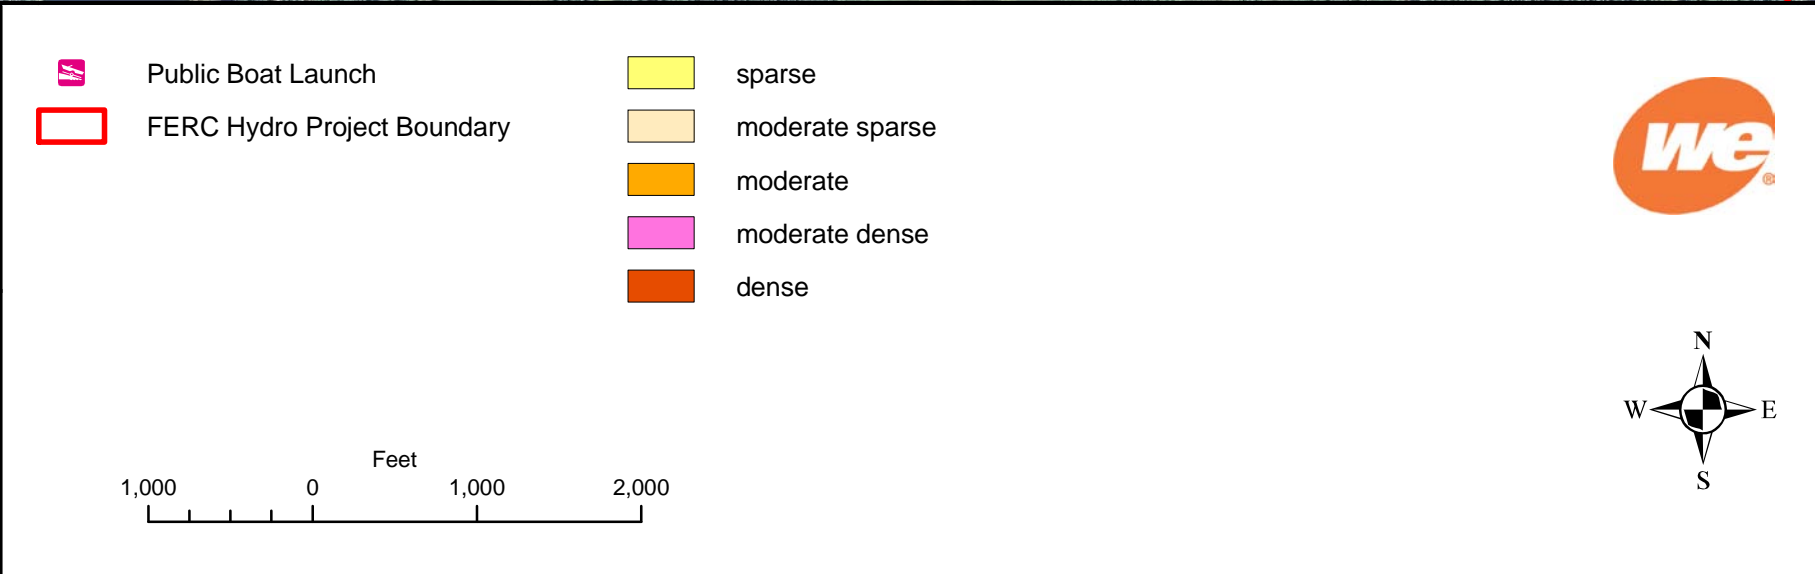 Public Boat Launch
FERC Hydro Project Boundary
sparse
moderate sparse
moderate
moderate dense
dense
we
®
N
W E
S
Feet
1,000 0 1,000 2,000